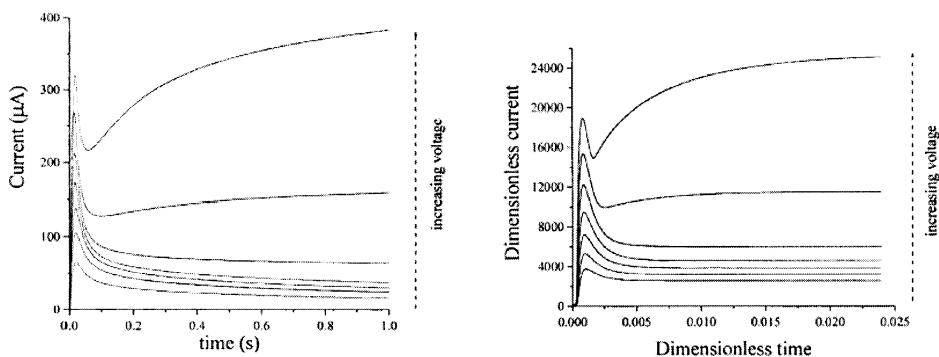 400
300
200
100
0
Current (μA)
0.0 0.2 0.4 0.6 0.8 1.0
time (s)
increasing voltage
24000
20000
16000
12000
8000
4000
0
Dimensionless current
0.000 0.005 0.010 0.015 0.020 0.025
Dimensionless time
increasing voltage